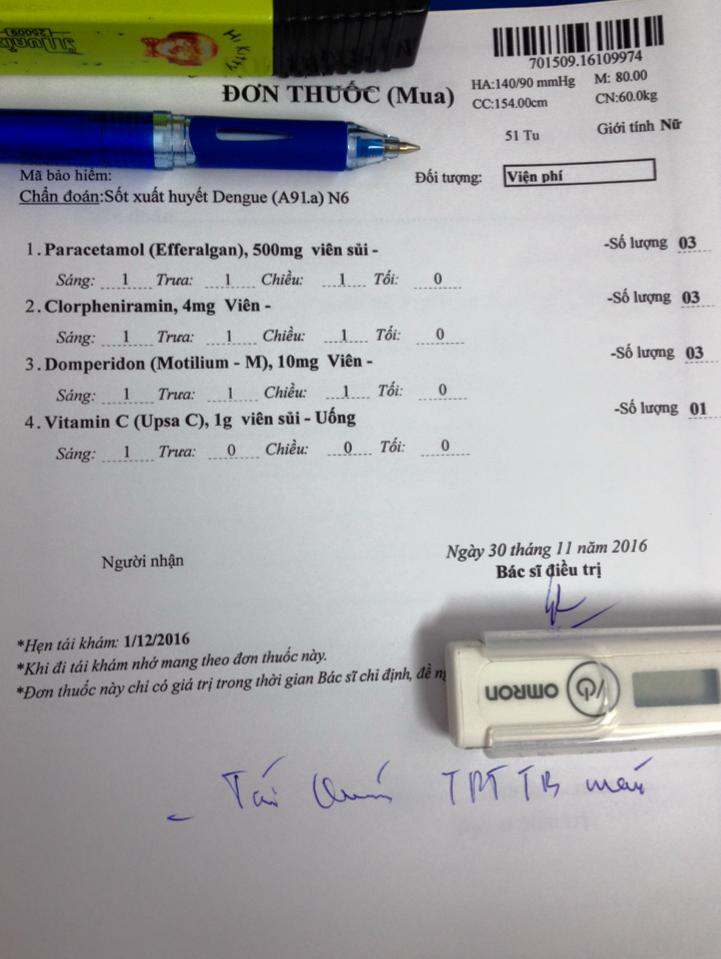 25009
HI KITTY
701509.16109974
ĐƠN THUỐC (Mua)
HA:140/90 mmHg M: 80.00
CC:154.00cm CN:60.0kg
51 Tu Giới tính Nữ
Mã bảo hiểm: Đối tượng: Viện phí
Chẩn đoán:Sốt xuất huyết Dengue (A91.a) N6
1. Paracetamol (Efferalgan), 500mg viên sủi - -Số lượng 03
Sáng: 1 Trưa: 1 Chiều: 1 Tối: 0
2. Clorpheniramin, 4mg Viên - -Số lượng 03
Sáng: 1 Trưa: 1 Chiều: 1 Tối: 0
3. Domperidon (Motilium - M), 10mg Viên - -Số lượng 03
Sáng: 1 Trưa: 1 Chiều: 1 Tối: 0
4. Vitamin C (Upsa C), 1g viên sủi - Uống -Số lượng 01
Sáng: 1 Trưa: 0 Chiều: 0 Tối: 0
Ngày 30 tháng 11 năm 2016
Người nhận Bác sĩ điều trị
*Hẹn tái khám: 1/12/2016
*Khi đi tái khám nhớ mang theo đơn thuốc này.
*Đơn thuốc này chỉ có giá trị trong thời gian Bác sĩ chỉ định, đề
OMRON
- Tái khám TPTTB máu